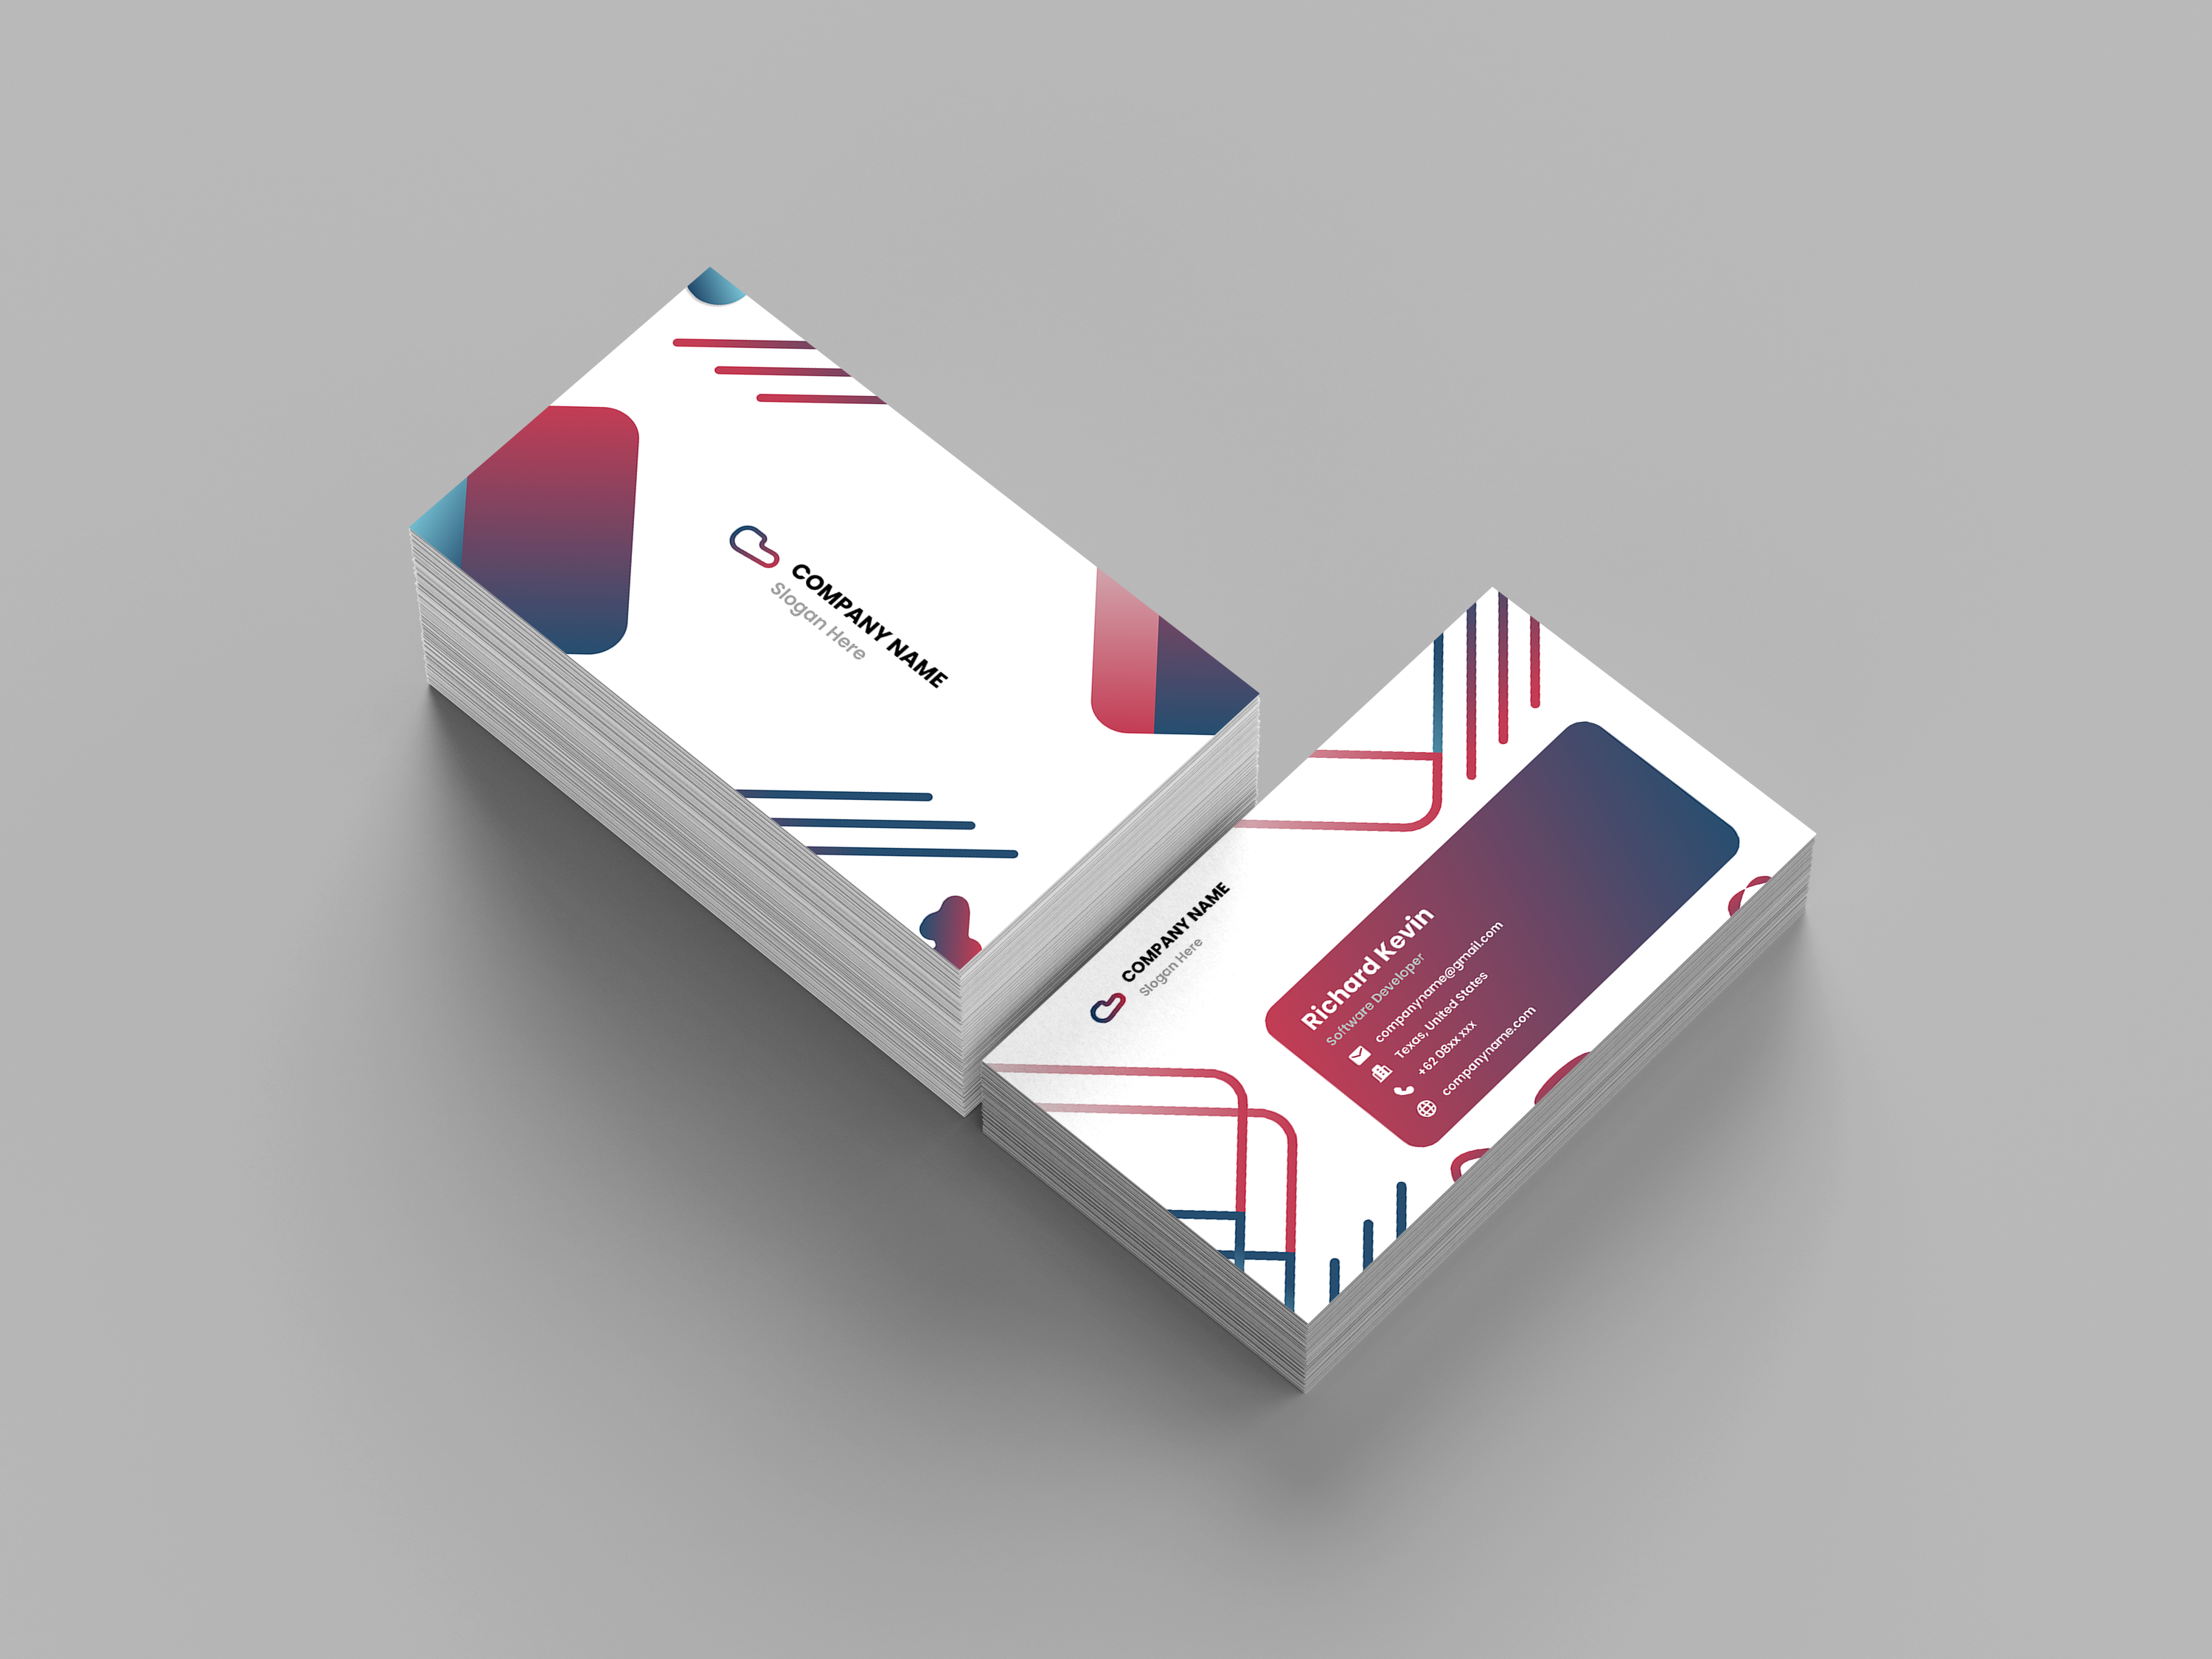 COMPANY NAME
Slogan Here
COMPANY NAME
Slogan Here
Richard Kevin
Software Developer
companyname@gmail.com
Texas, United States
+62 08xx xxx
companyname.com